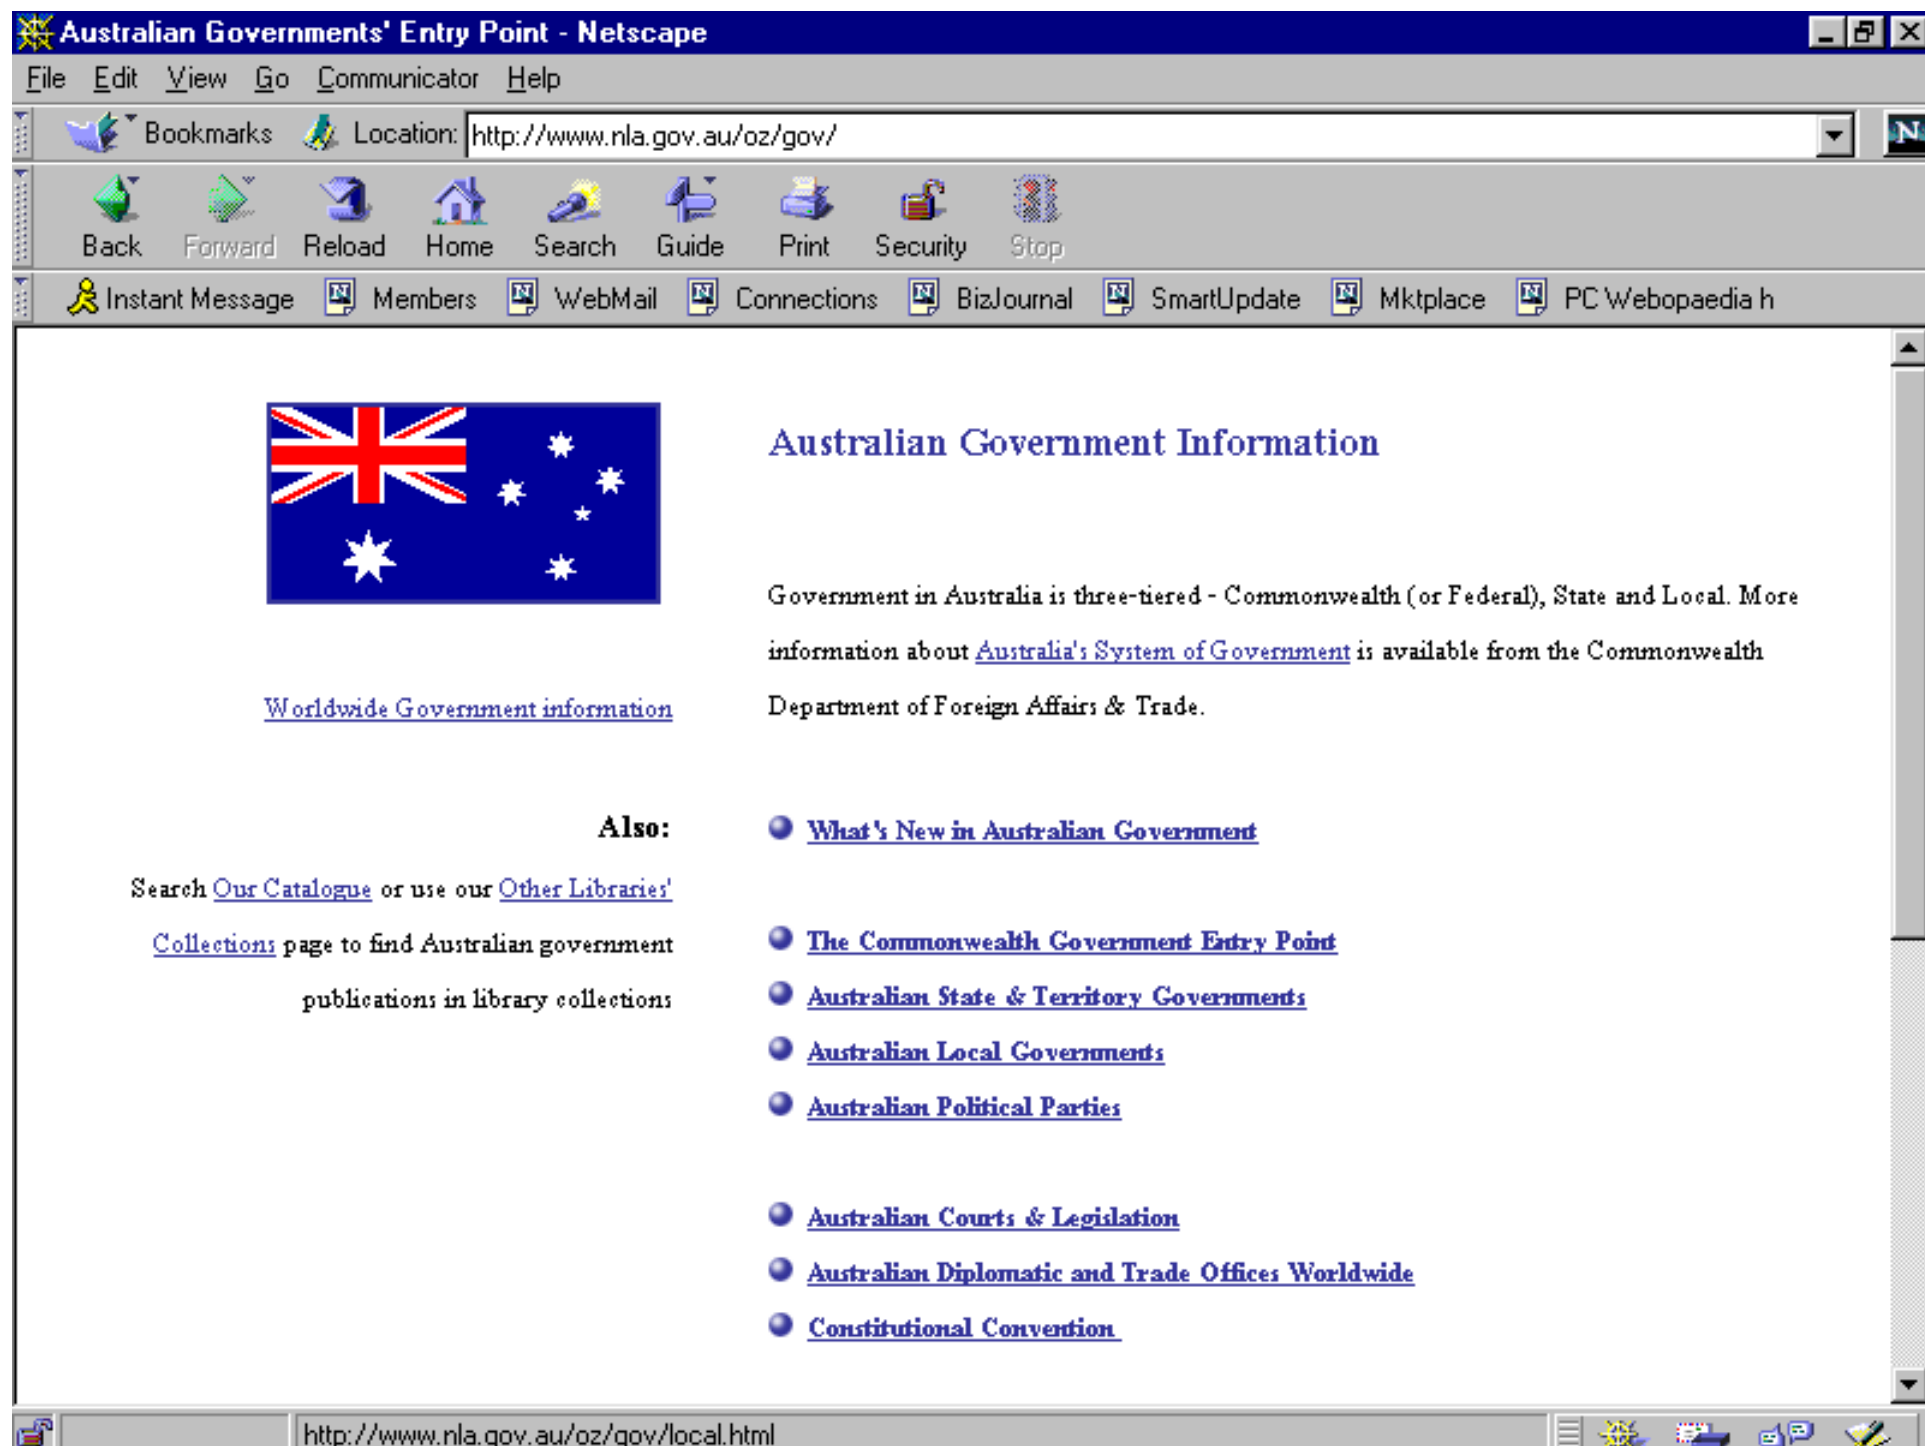 Australian Governments' Entry Point - Netscape
File Edit View Go Communicator Help
Bookmarks Location: http://www.nla.gov.au/oz/gov/
N
Back Forward Reload Home Search Guide Print Security Stop
Instant Message Members WebMail Connections BizJournal SmartUpdate Mktplace PC Webopaedia h
Australian Government Information
Government in Australia is three-tiered - Commonwealth (or Federal), State and Local. More
information about Australia's System of Government is available from the Commonwealth
Department of Foreign Affairs & Trade.
Worldwide Government information
Also:
Search Our Catalogue or use our Other Libraries'
Collections page to find Australian government
publications in library collections
What's New in Australian Government
The Commonwealth Government Entry Point
Australian State & Territory Governments
Australian Local Governments
Australian Political Parties
Australian Courts & Legislation
Australian Diplomatic and Trade Offices Worldwide
Constitutional Convention
http://www.nla.gov.au/oz/gov/local.html